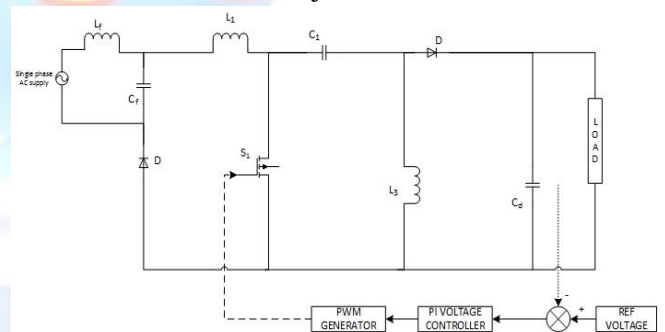 Lf
L1
C1
D
Single phase
AC supply
Cf
D
S1
L3
Cd
L
O
A
D
-
+
PWM
GENERATOR
PI VOLTAGE
CONTROLLER
REF
VOLTAGE